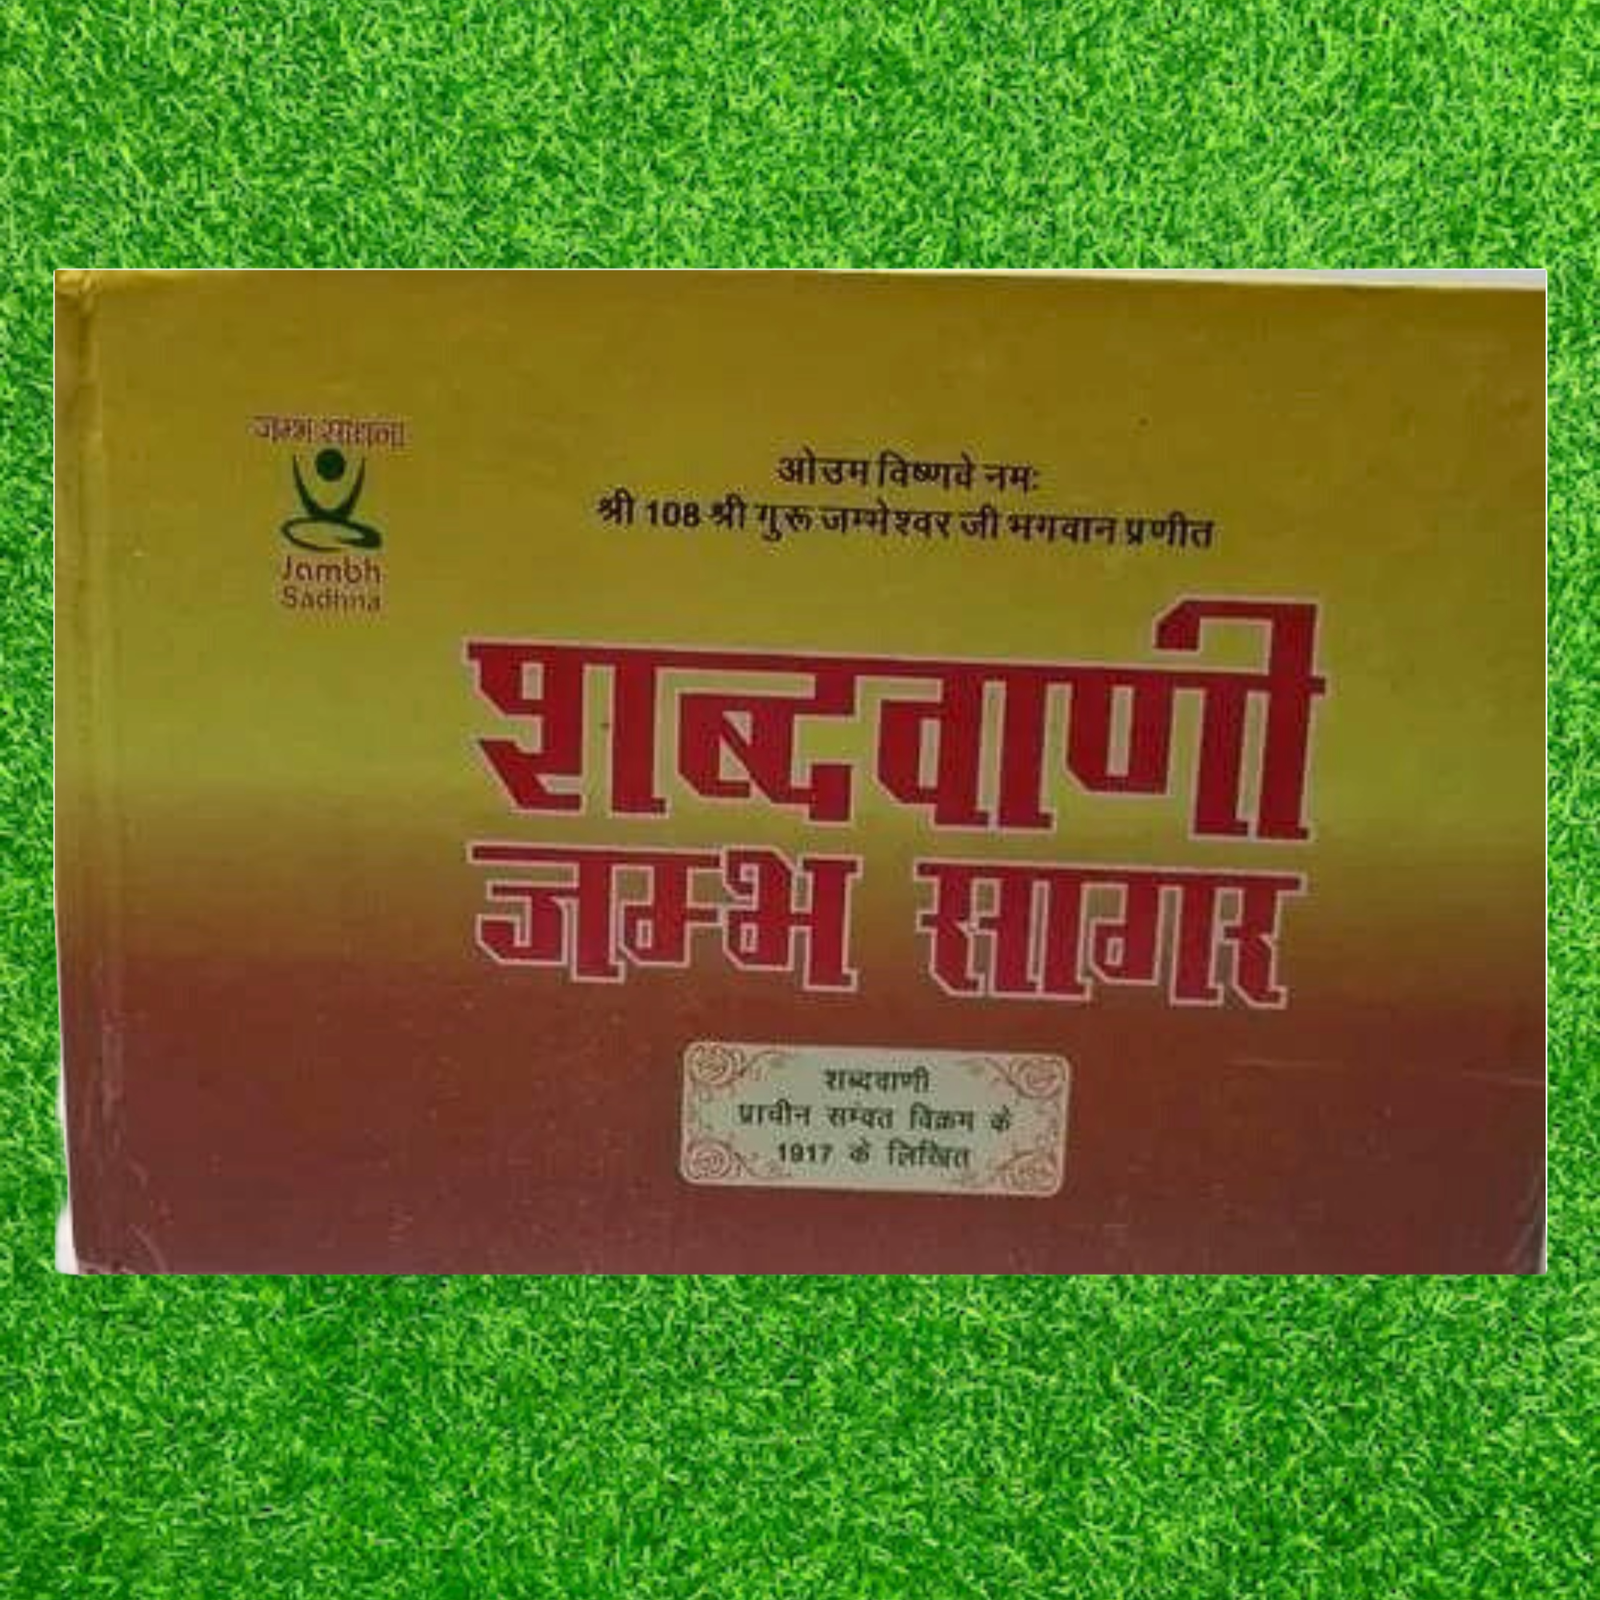 जम्भ साधना
Jambh
Sadhna
ओउम विष्णवे नमः
श्री 108 श्री गुरू जम्भेश्वर जी भगवान प्रणीत
शब्दवाणी
जम्भ सागर
शब्दवाणी
प्राचीन सम्वत विक्रम के
1917 के लिखित